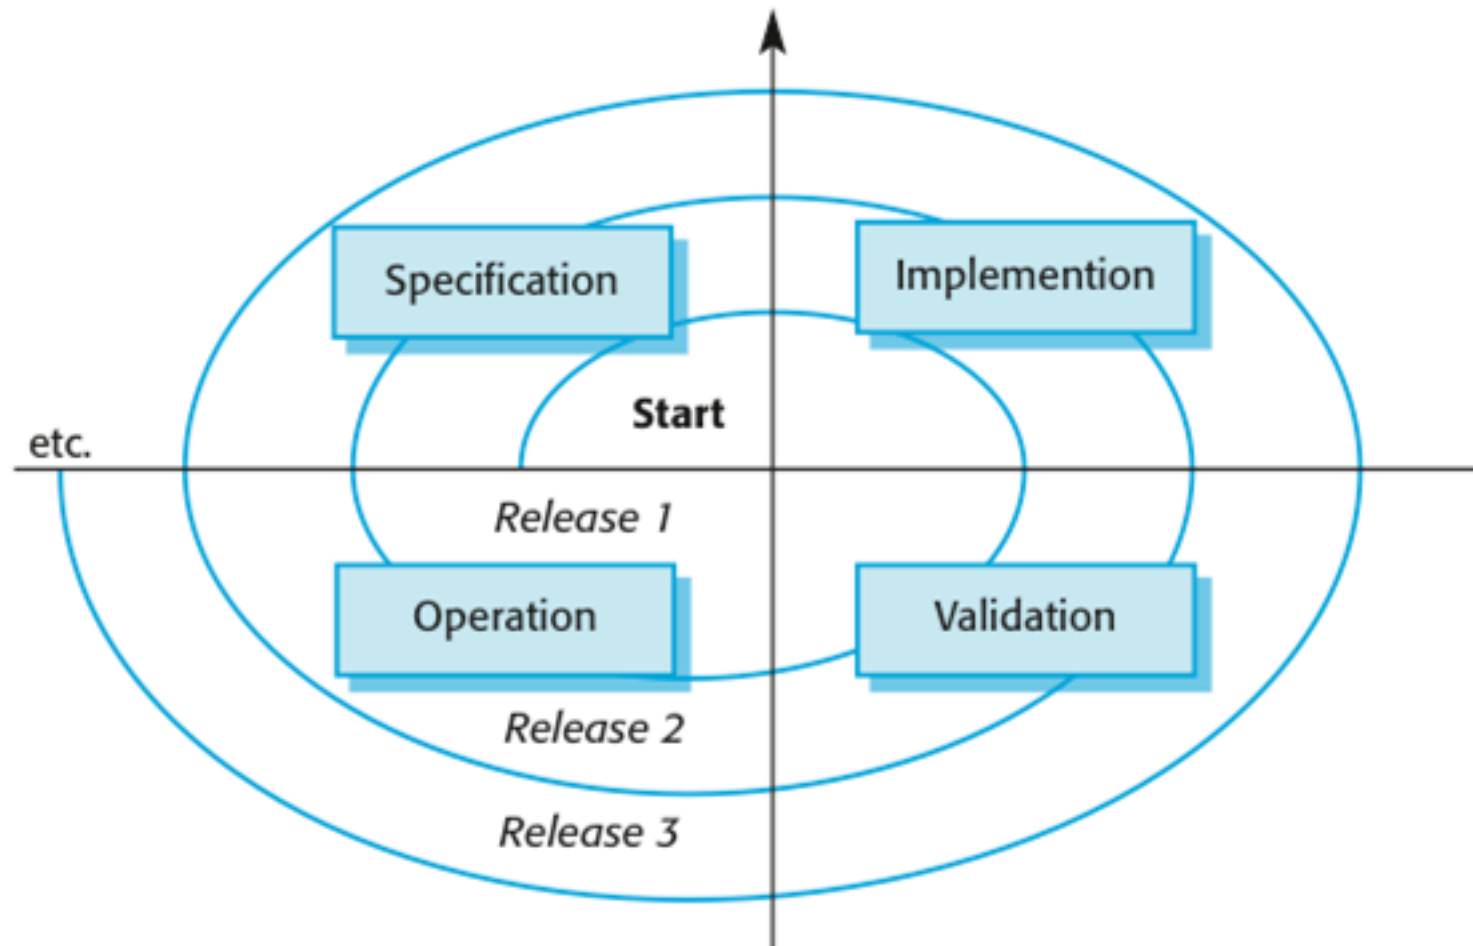 Specification
Implemention
Start
etc.
Release 1
Operation
Validation
Release 2
Release 3